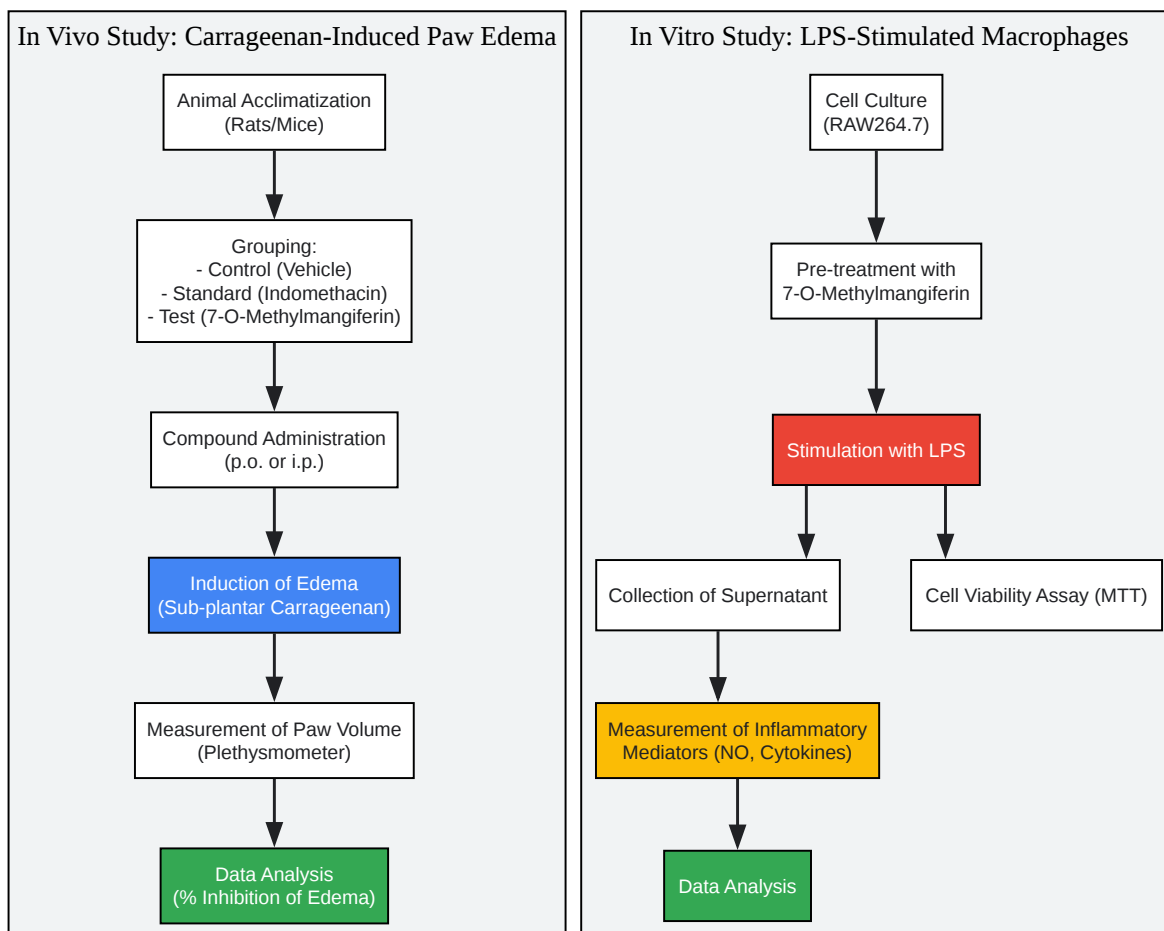 In Vivo Study: Carrageenan-Induced Paw Edema
Animal Acclimatization
(Rats/Mice)
Grouping:
- Control (Vehicle)
- Standard (Indomethacin)
- Test (7-O-Methylmangiferin)
Compound Administration
(p.o. or i.p.)
Induction of Edema
(Sub-plantar Carrageenan)
Measurement of Paw Volume
(Plethysmometer)
Data Analysis
(% Inhibition of Edema)
In Vitro Study: LPS-Stimulated Macrophages
Cell Culture
(RAW264.7)
Pre-treatment with
7-O-Methylmangiferin
Stimulation with LPS
Collection of Supernatant
Cell Viability Assay (MTT)
Measurement of Inflammatory
Mediators (NO, Cytokines)
Data Analysis